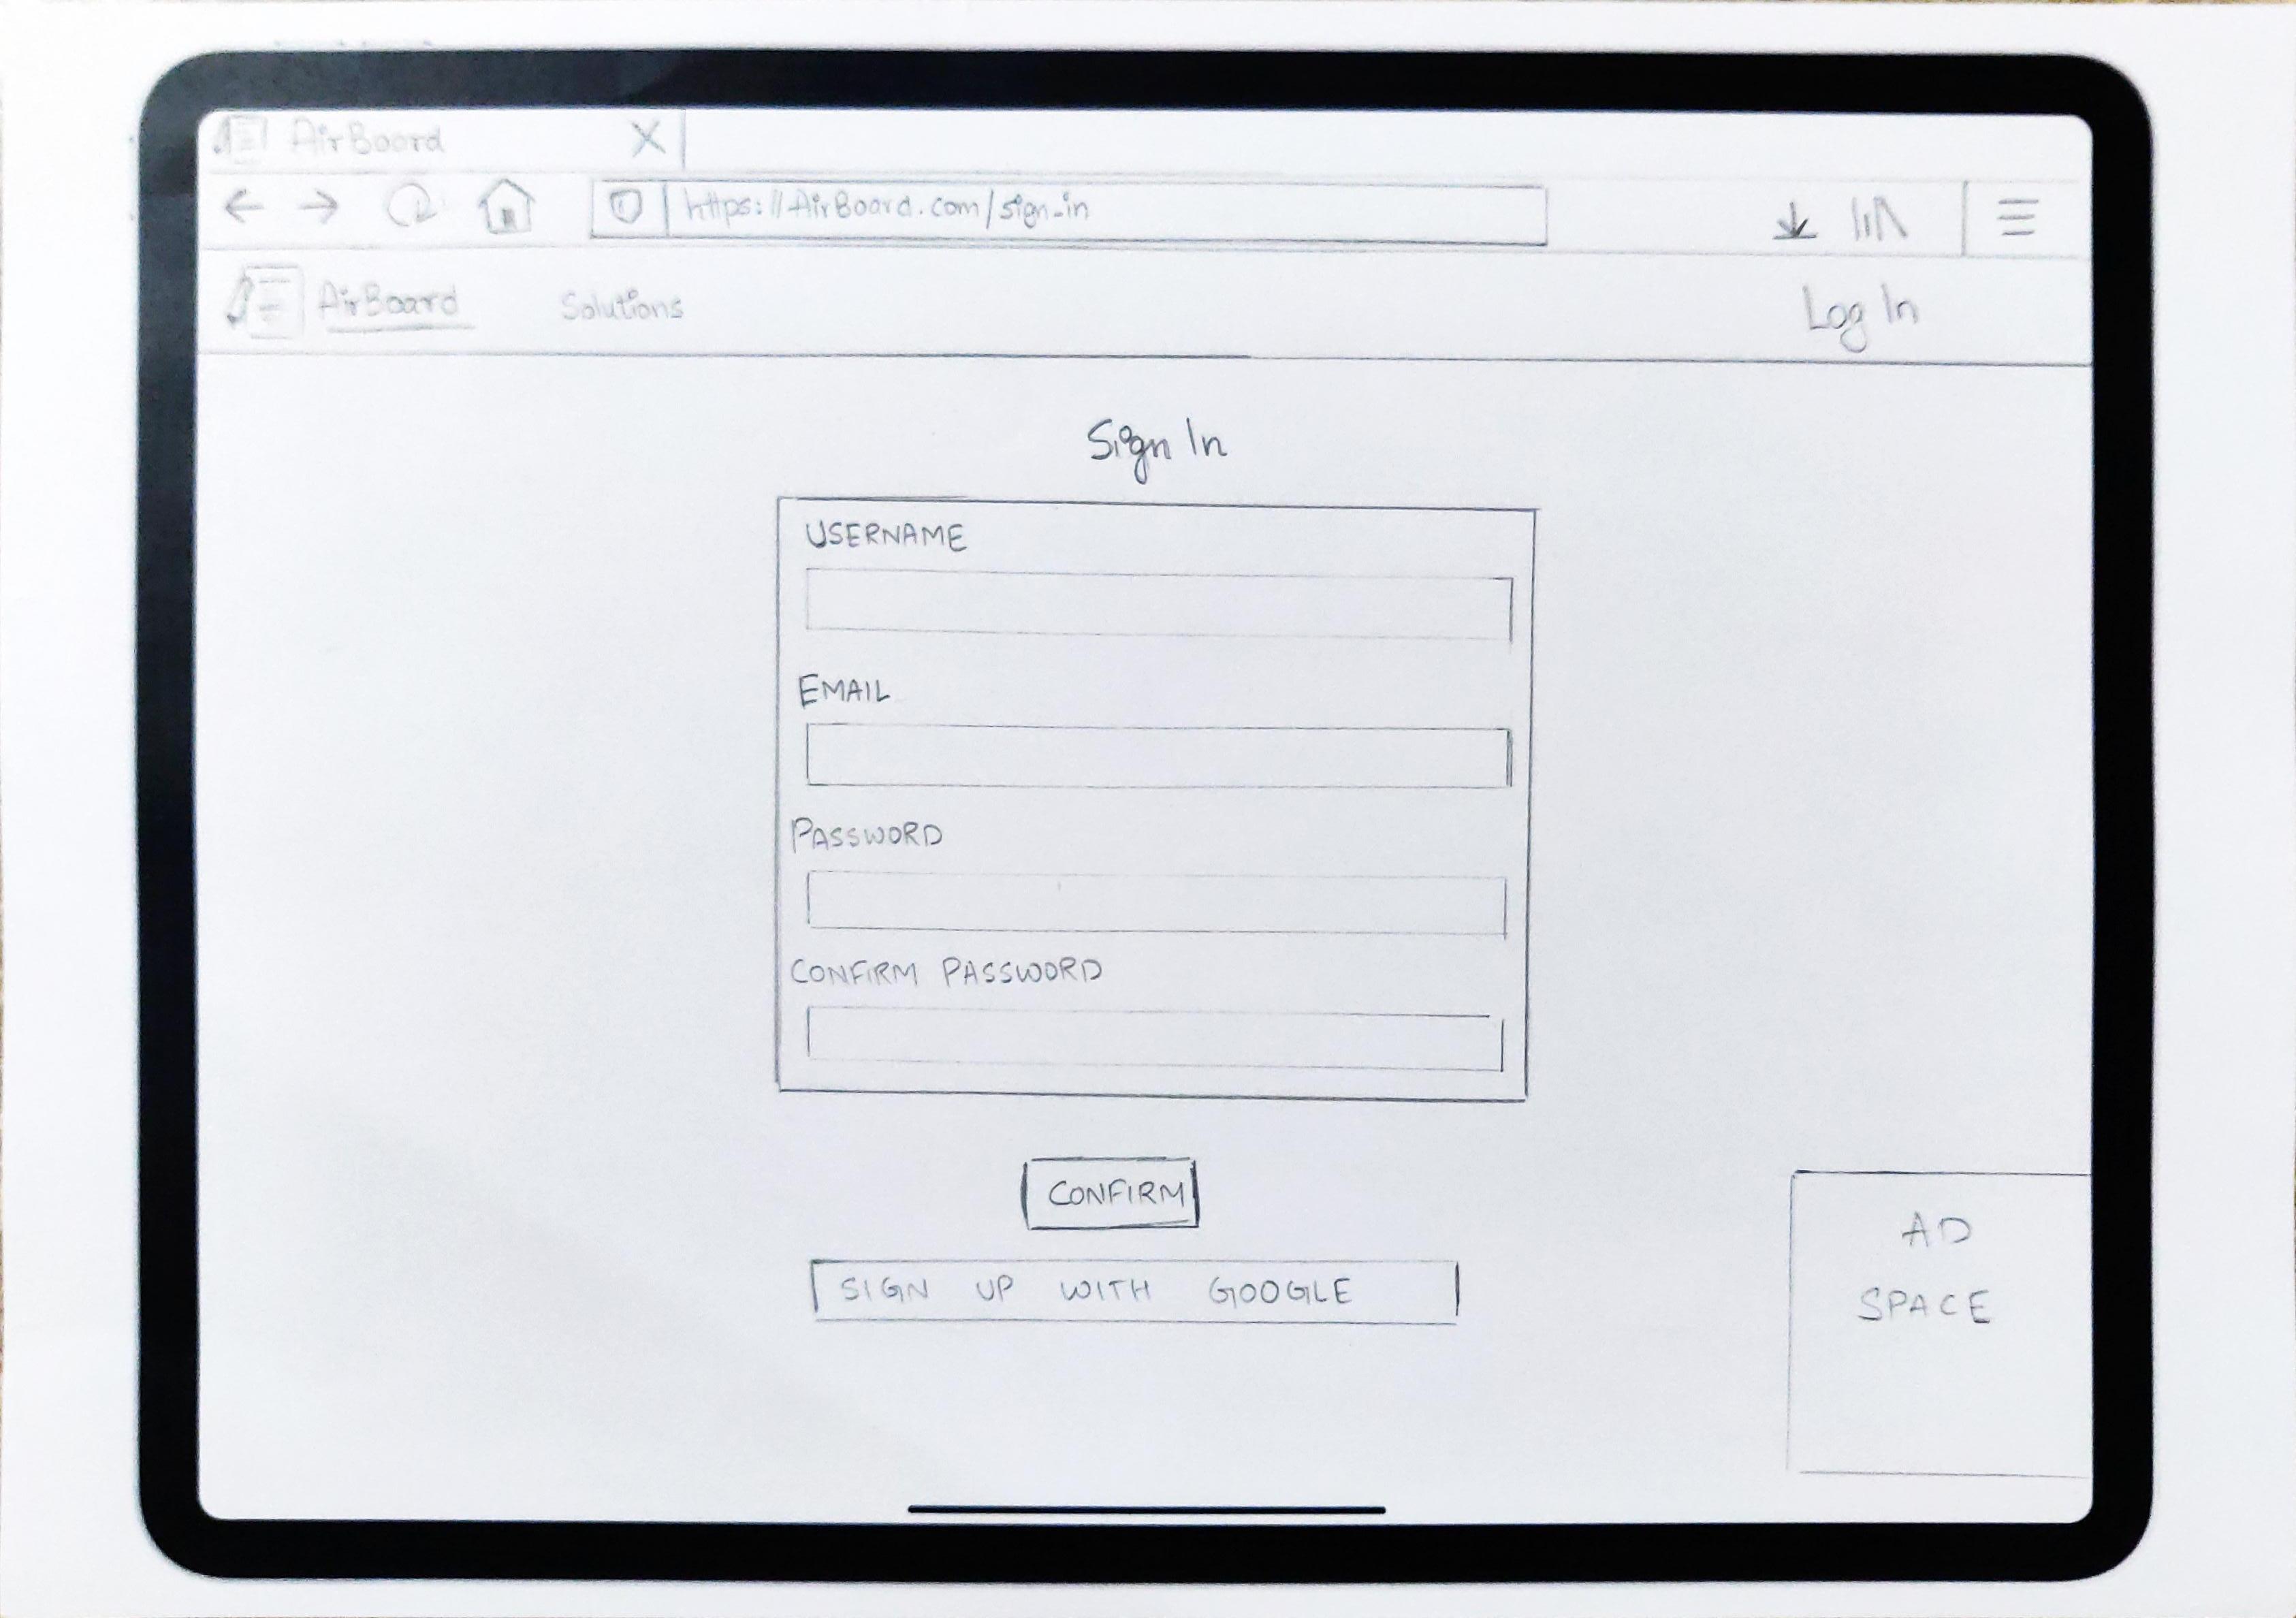 AirBoard
https://AirBoard.com/sign-in
AirBoard Solutions Log In
Sign In
USERNAME
EMAIL
PASSWORD
CONFIRM PASSWORD
CONFIRM
SIGN UP WITH GOOGLE
AD
SPACE